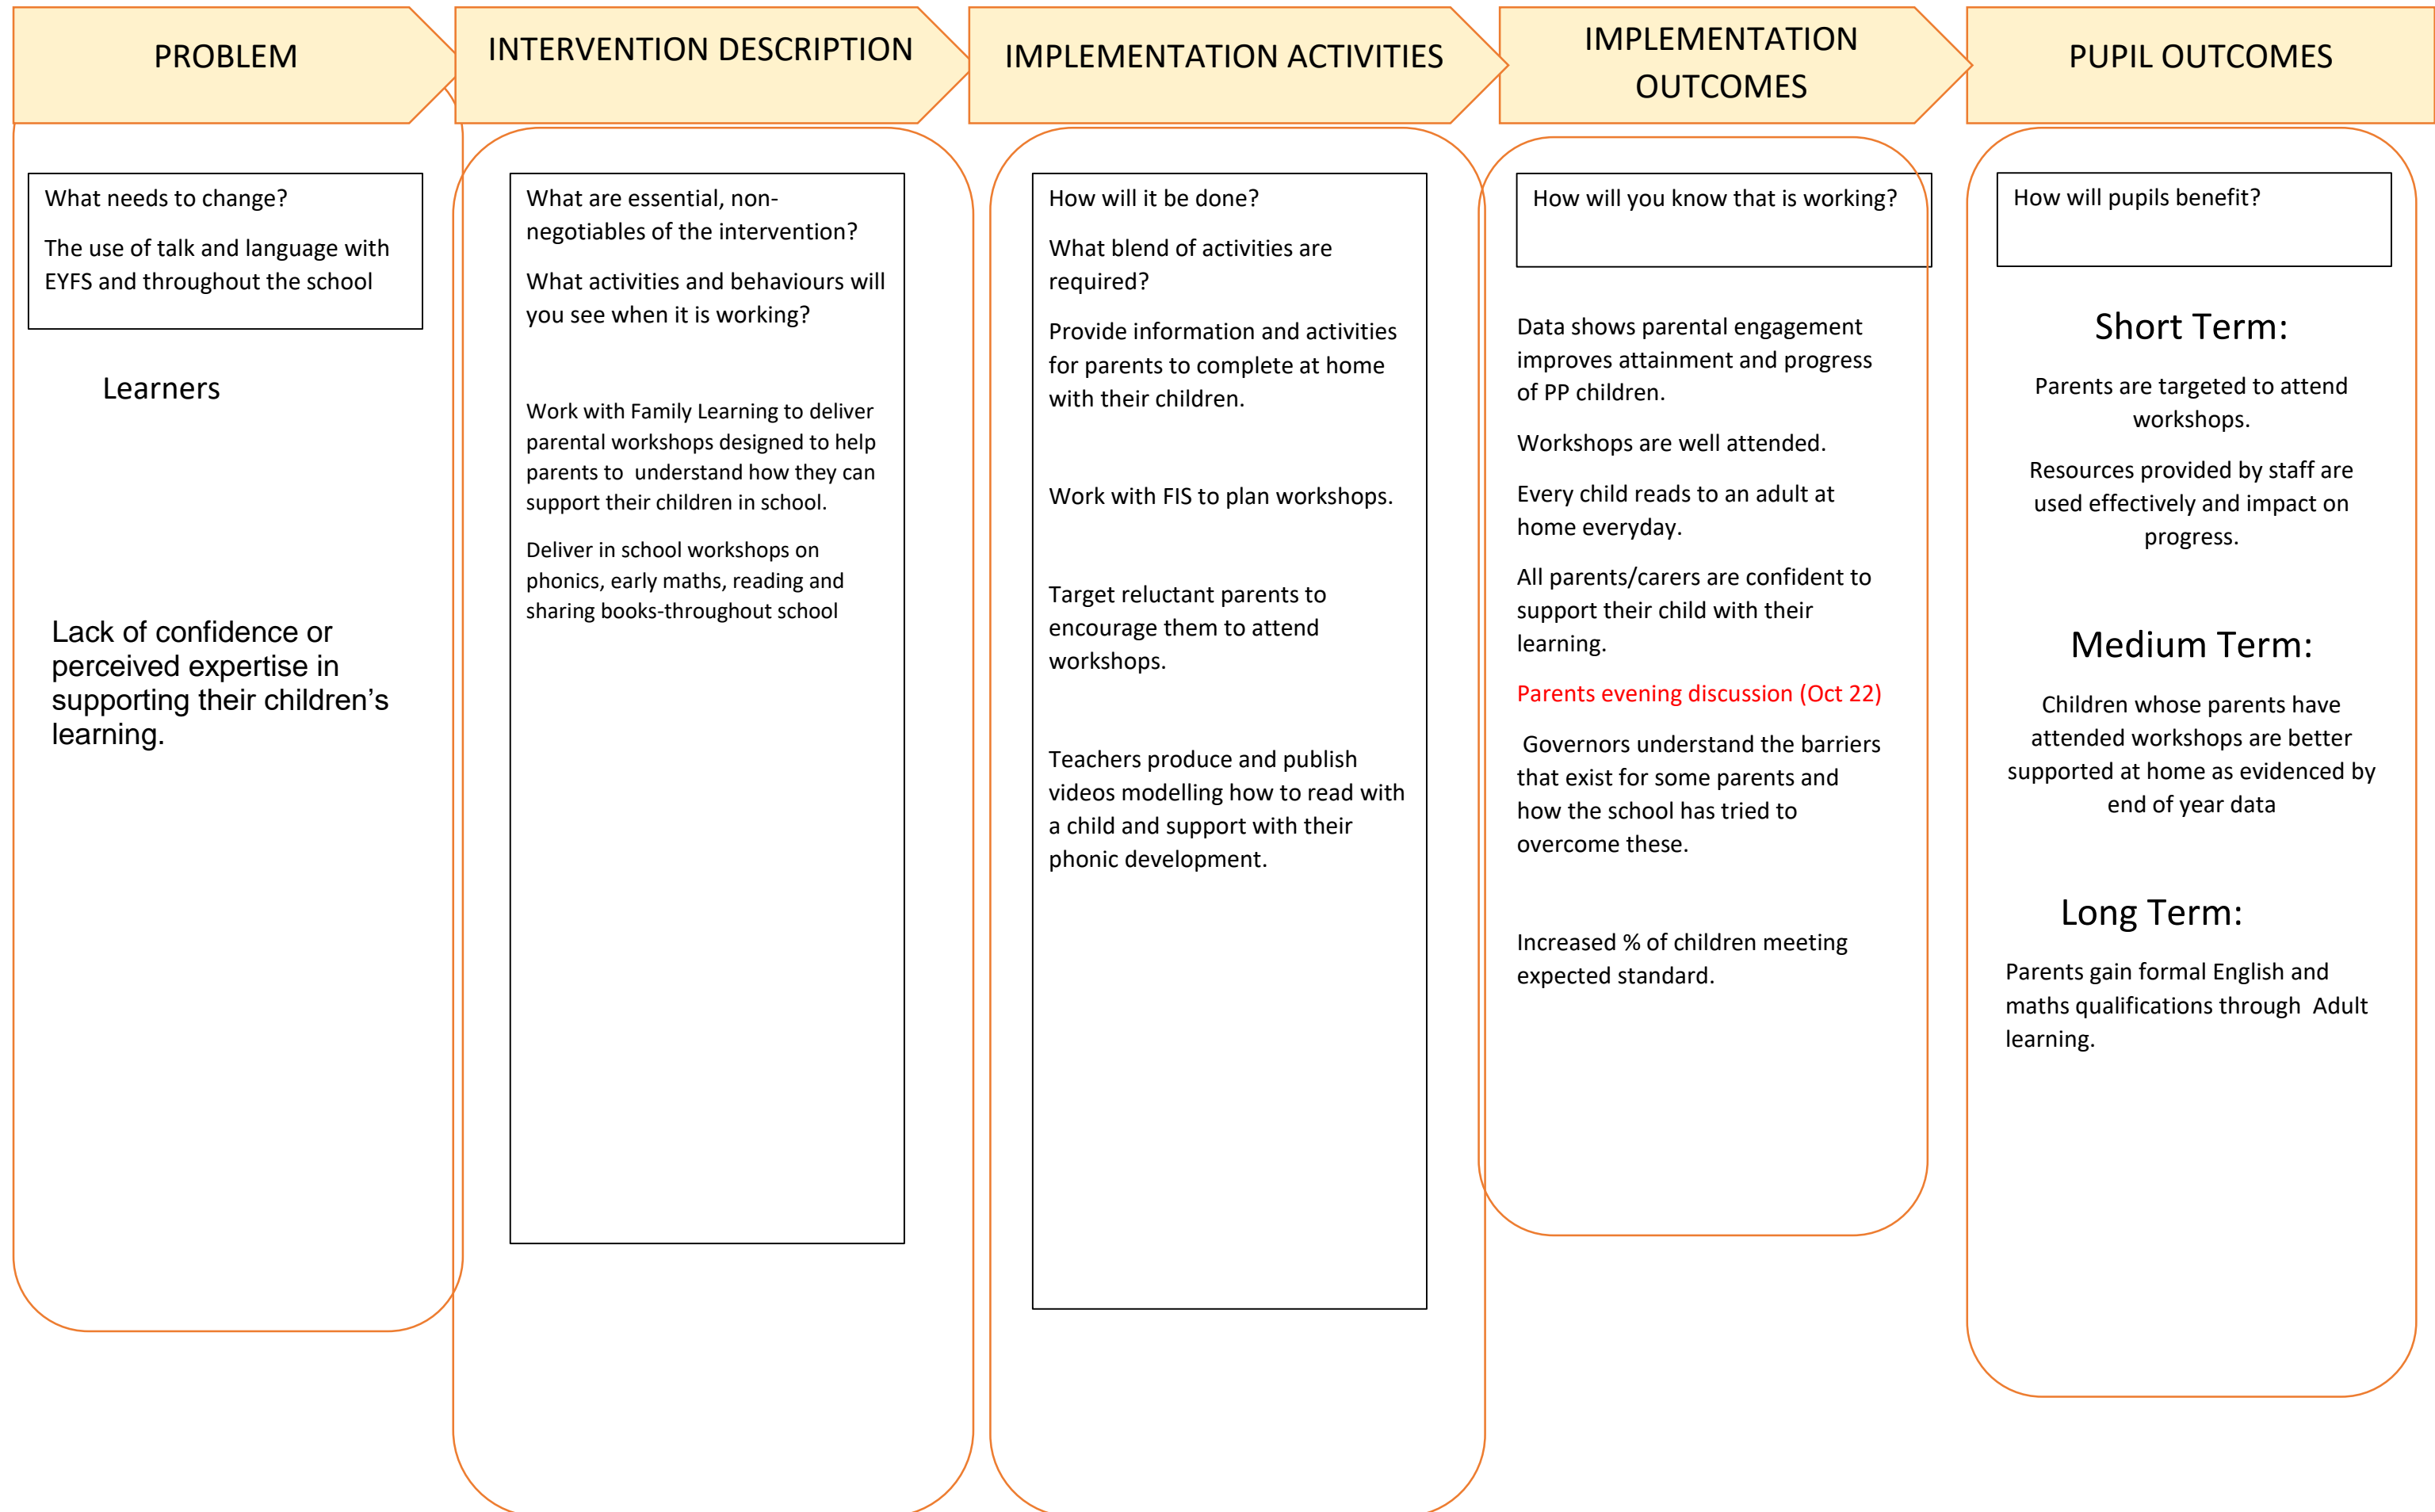 PROBLEM
What needs to change?
The use of talk and language with
EYFS and throughout the school
Learners
Lack of confidence or
perceived expertise in
supporting their children’s
learning.
INTERVENTION DESCRIPTION
What are essential, non-
negotiables of the intervention?
What activities and behaviours will
you see when it is working?
Work with Family Learning to deliver
parental workshops designed to help
parents to understand how they can
support their children in school.
Deliver in school workshops on
phonics, early maths, reading and
sharing books-throughout school
IMPLEMENTATION ACTIVITIES
How will it be done?
What blend of activities are
required?
Provide information and activities
for parents to complete at home
with their children.
Work with FIS to plan workshops.
Target reluctant parents to
encourage them to attend
workshops.
Teachers produce and publish
videos modelling how to read with
a child and support with their
phonic development.
IMPLEMENTATION
OUTCOMES
How will you know that is working?
Data shows parental engagement
improves attainment and progress
of PP children.
Workshops are well attended.
Every child reads to an adult at
home everyday.
All parents/carers are confident to
support their child with their
learning.
Parents evening discussion (Oct 22)
Governors understand the barriers
that exist for some parents and
how the school has tried to
overcome these.
Increased % of children meeting
expected standard.
PUPIL OUTCOMES
How will pupils benefit?
Short Term:
Parents are targeted to attend
workshops.
Resources provided by staff are
used effectively and impact on
progress.
Medium Term:
Children whose parents have
attended workshops are better
supported at home as evidenced by
end of year data
Long Term:
Parents gain formal English and
maths qualifications through Adult
learning.